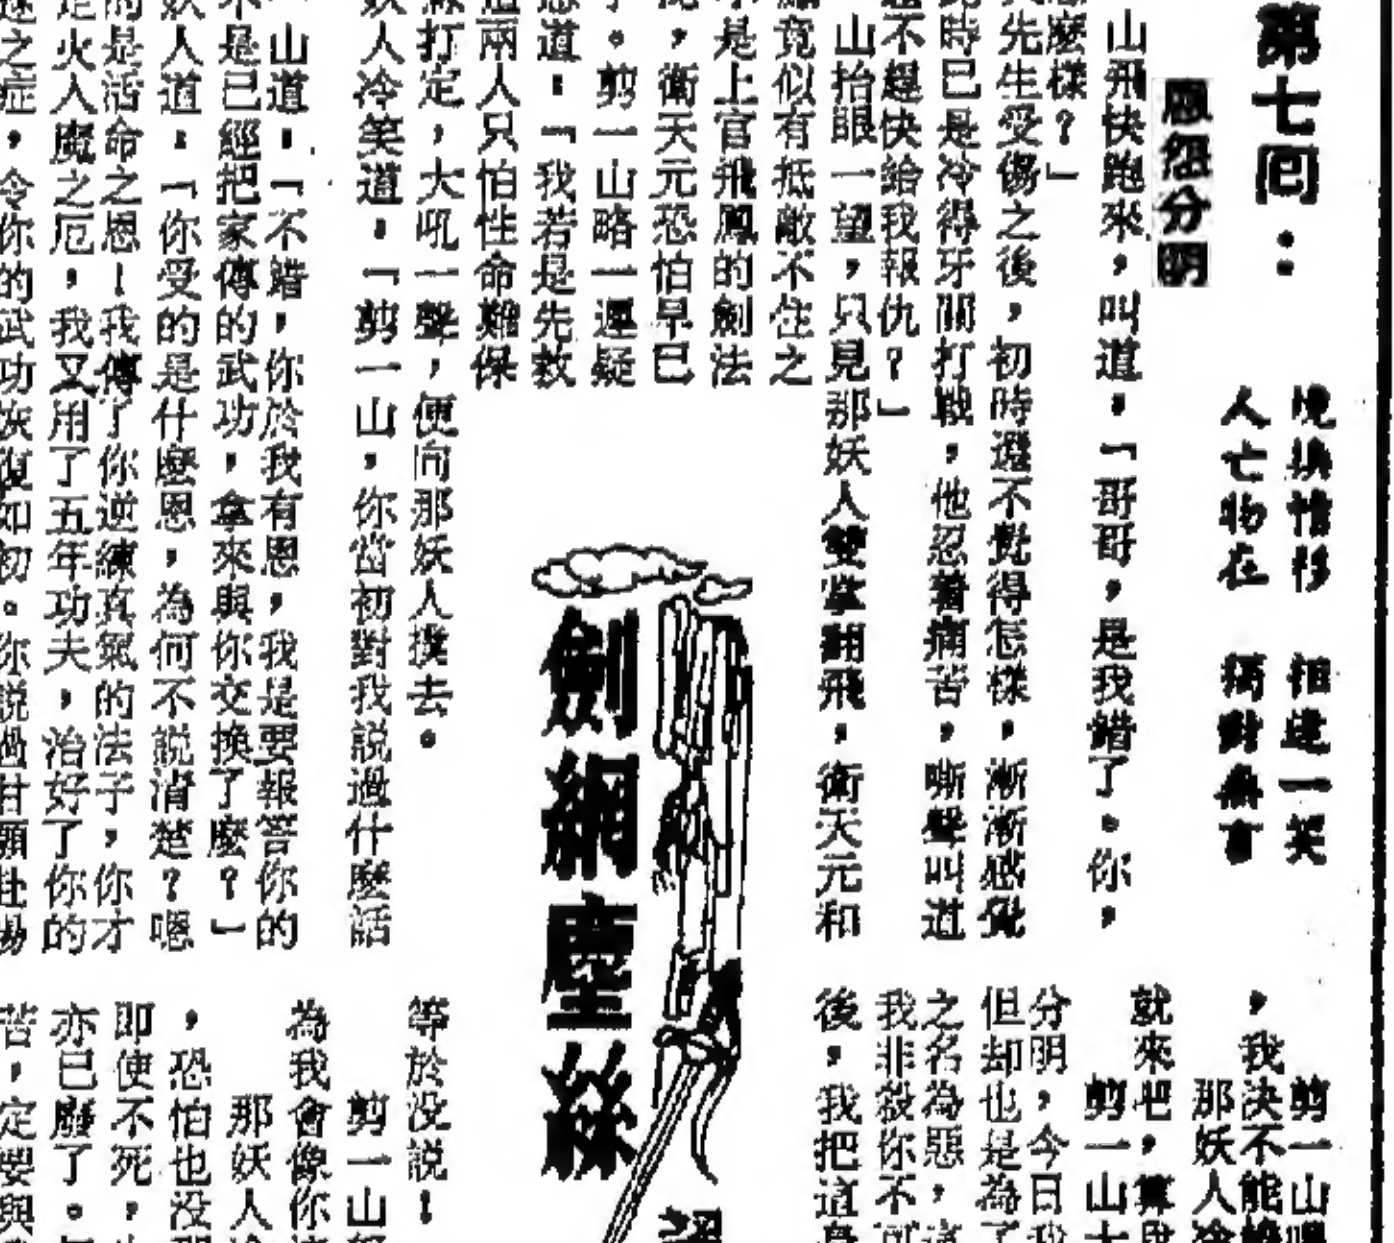 第七回：
恩怨分明
境換情移　相逢一笑
人亡物在　　對無言
山飛快跑來，叫道：「哥哥，是我錯了。你，
麼樣？」
先生受傷之後，初時還不覺得怎樣，漸漸感覺
時已是冷得牙關打戰，他忍着痛苦，嘶聲叫道
不趕快給我報仇？」
山抬眼一望，只見那妖人雙掌翻飛，衛天元和
竟似有抵敵不住之
是上官飛鳳的劍法
，衛天元恐怕早已
。剪一山略一遲疑
道：「我若是先救
兩人只怕性命難保
打定，大吼一聲，便向那妖人撲去。
妖人冷笑道：「剪一山，你當初對我説過什麼話
山道：「不錯，你於我有恩，我是要報答你的
是已經把家傳的武功，拿來與你交換了麼？」
妖人道：「你受的是什麼恩，為何不説清楚？嗯
的是活命之恩！我傳了你逆練真氣的法子，你才
火入魔之厄，我又用了五年功夫，治好了你的
之症，令你的武功恢復如初。你説過甘願赴湯
劍網塵絲
剪一山
，我決不能
那妖人冷
就來吧，算
剪一山大
分明，今日我
但却也是為了
之名為惡，
我非殺你不可
後，我把這
等於没説！
剪一山
為我會像你
那妖人
，恐怕也没
即使不死，
亦已廢了。
苦，定要與